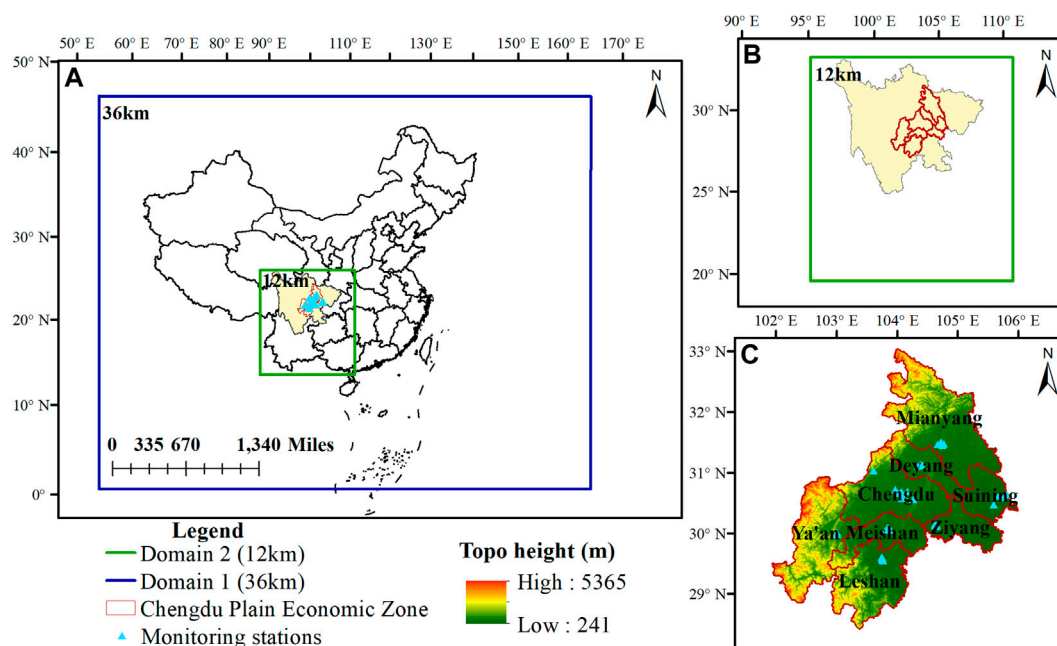 50° E 60° E 70° E 80° E 90° E 100° E 110° E 120° E 130° E 150° E 160° E 170° E
50° N
40° N
30° N
20° N
10° N
0°
A
N
36km
12km
0 335 670 1,340 Miles
90° E 95° E 100° E 105° E 110° E
30° N
25° N
20° N
B
N
12km
102° E 103° E 104° E 105° E 106° E
33° N
32° N
31° N
30° N
29° N
C
N
Mianyang
Deyang
Chengdu
Suining
Ya'an
Meishan
Ziyang
Leshan
Legend
Domain 2 (12km)
Domain 1 (36km)
Chengdu Plain Economic Zone
Monitoring stations
Topo height (m)
High : 5365
Low : 241